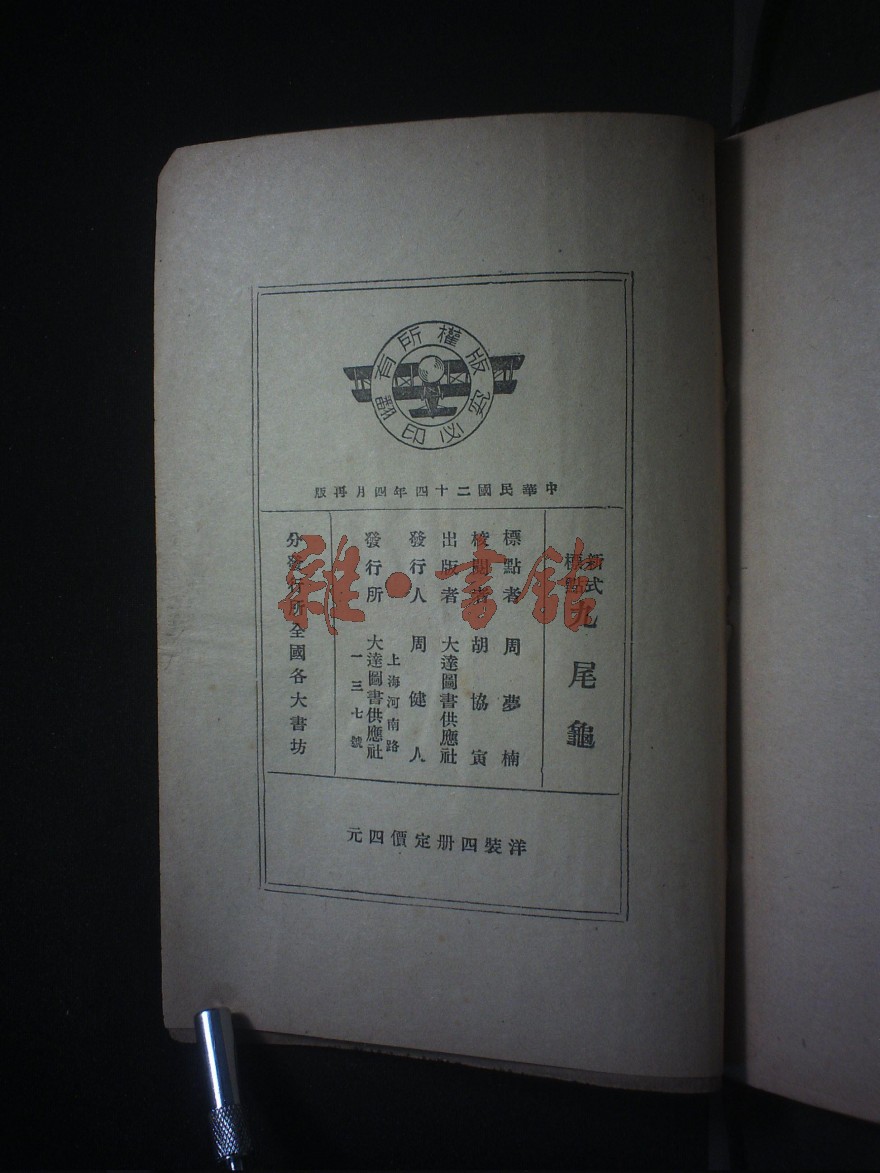 版權所有
翻印必究
中華民國二十四年四月再版
新式標點 九尾龜
標點者 周夢楠
校閱者 胡協寅
出版者 大達圖書供應社
發行人 周健人
發行所 大達圖書供應社
上海河南路
一三七號
分發行所全國各大書坊
洋裝四册定價四元
雜·書館